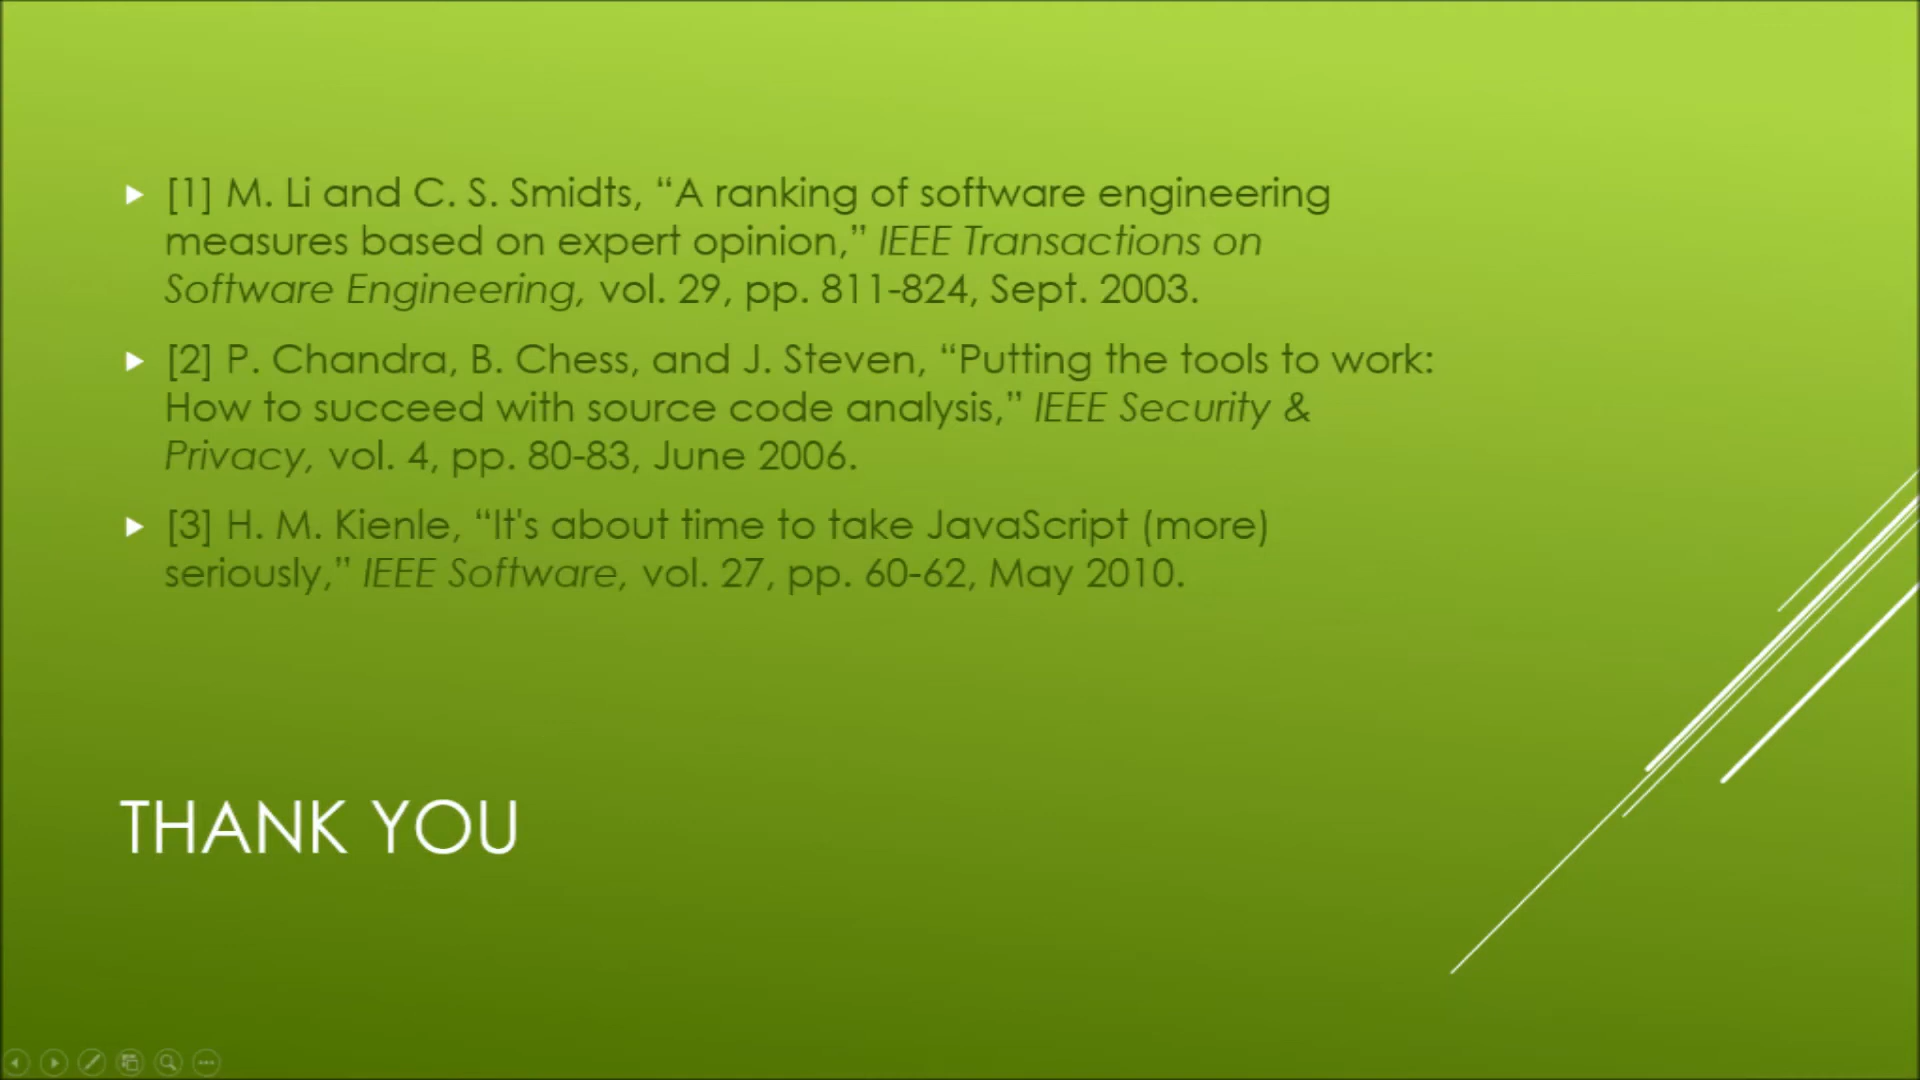 [1] M. Li and C. S. Smidts, “A ranking of software engineering
measures based on expert opinion,” IEEE Transactions on
Software Engineering, vol. 29, pp. 811-824, Sept. 2003.
[2] P. Chandra, B. Chess, and J. Steven, “Putting the tools to work:
How to succeed with source code analysis,” IEEE Security &
Privacy, vol. 4, pp. 80-83, June 2006.
[3] H. M. Kienle, “It's about time to take JavaScript (more)
seriously,” IEEE Software, vol. 27, pp. 60-62, May 2010.
THANK YOU